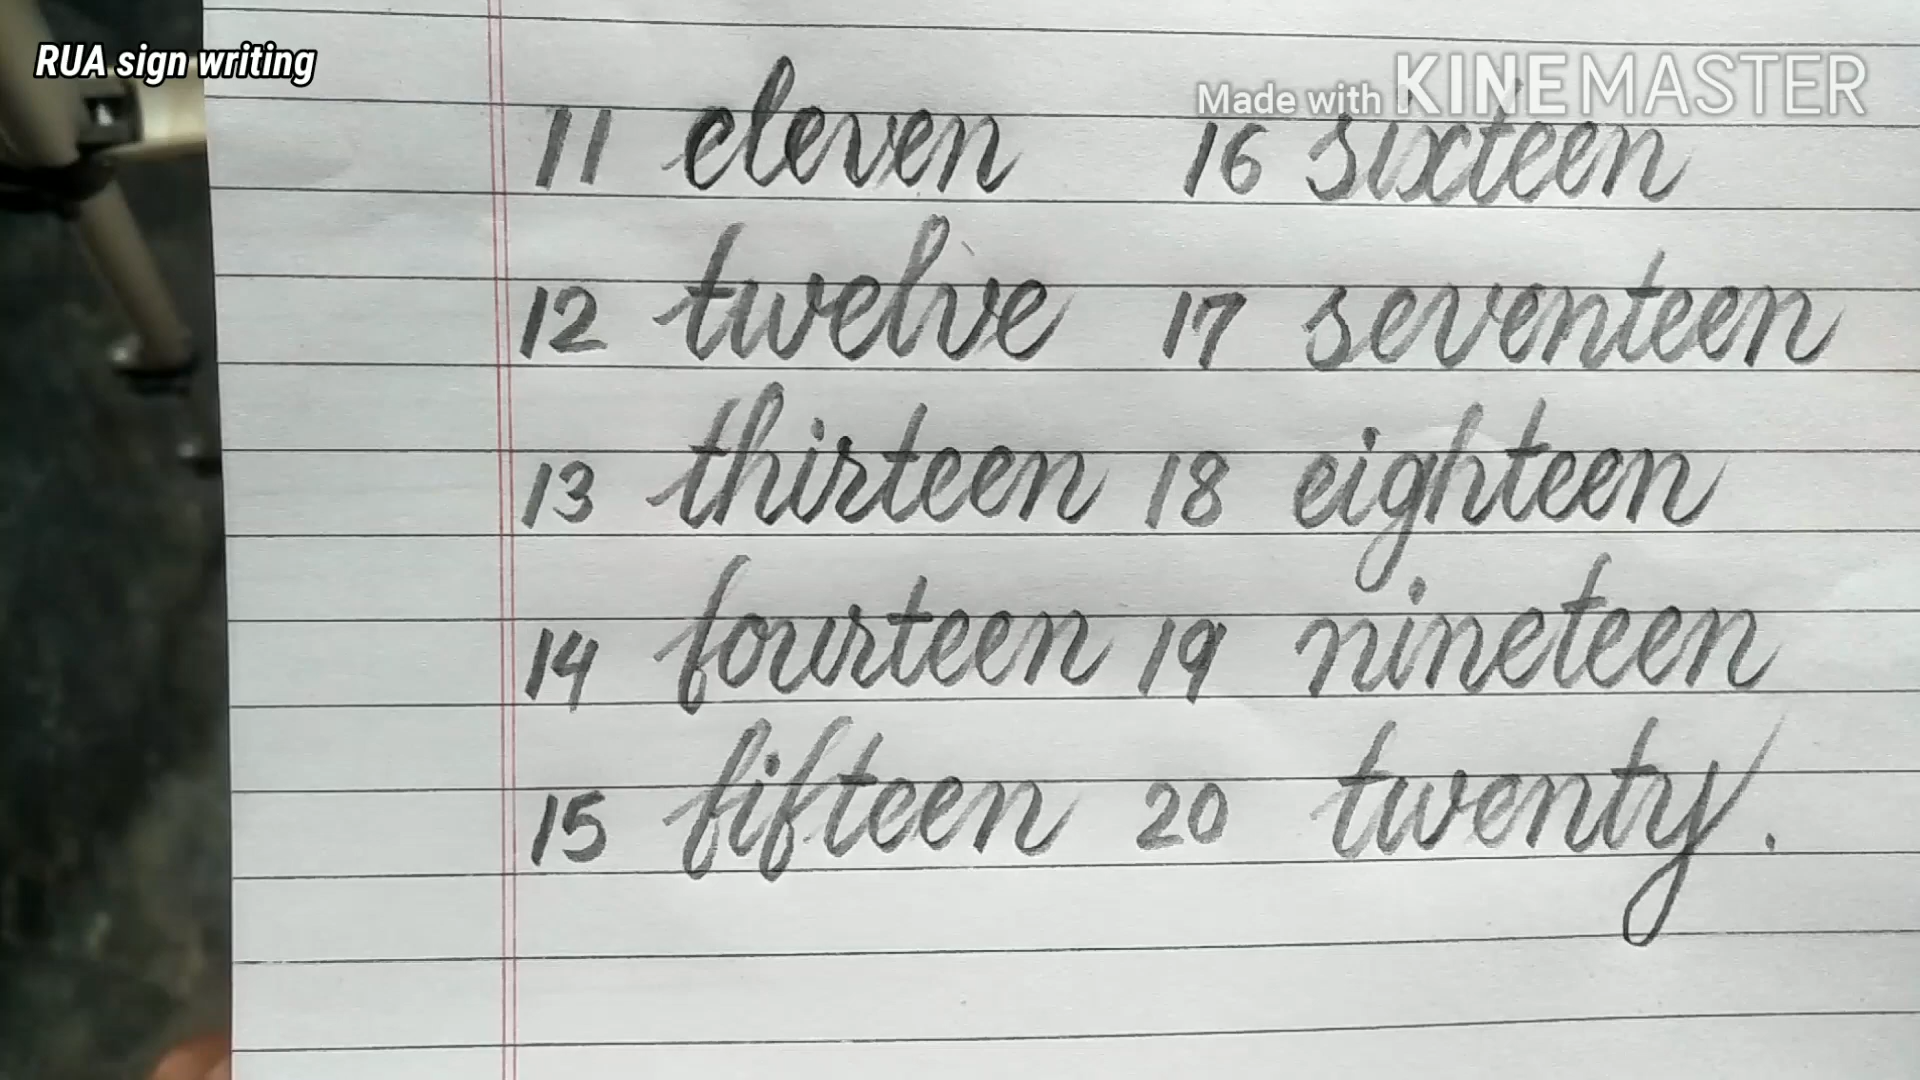 RUA sign writing
Made with KINEMASTER
11 eleven 16 sixteen
12 twelve 17 seventeen
13 thirteen 18 eighteen
14 fourteen 19 nineteen
15 fifteen 20 twenty.